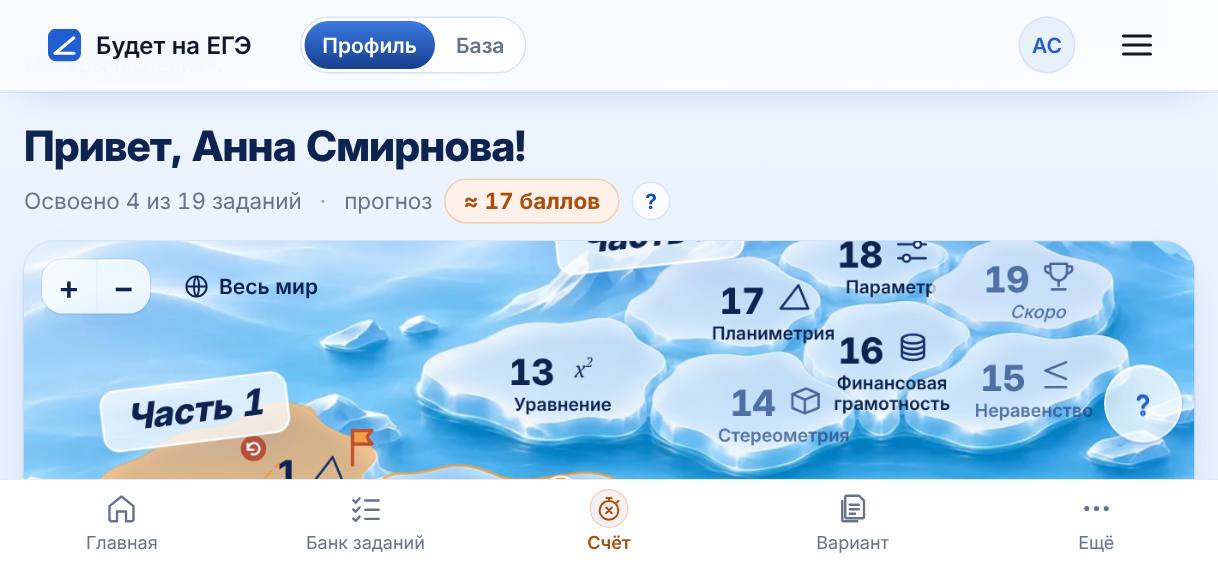 Будет на ЕГЭ
Профиль
База
АС
Привет, Анна Смирнова!
Освоено 4 из 19 заданий · прогноз ≈ 17 баллов ?
+ −
Весь мир
18
Параметр
19
Скоро
17
Планиметрия
16
Финансовая
грамотность
13 x²
Уравнение
14
Стереометрия
15 ≤
Неравенство
?
Часть 1
1
Главная
Банк заданий
Счёт
Вариант
Ещё